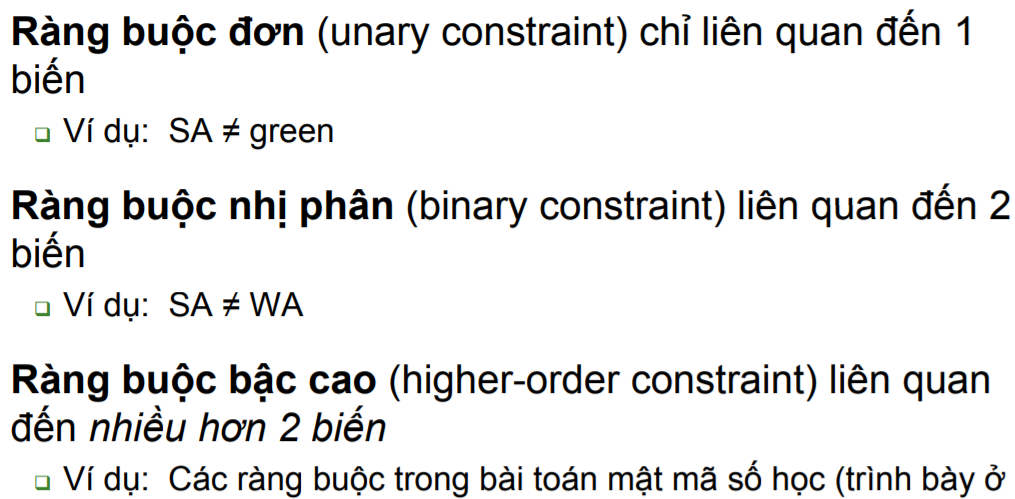 Ràng buộc đơn (unary constraint) chỉ liên quan đến 1
biến
❑ Ví dụ: SA ≠ green
Ràng buộc nhị phân (binary constraint) liên quan đến 2
biến
❑ Ví dụ: SA ≠ WA
Ràng buộc bậc cao (higher-order constraint) liên quan
đến nhiều hơn 2 biến
❑ Ví dụ: Các ràng buộc trong bài toán mật mã số học (trình bày ở